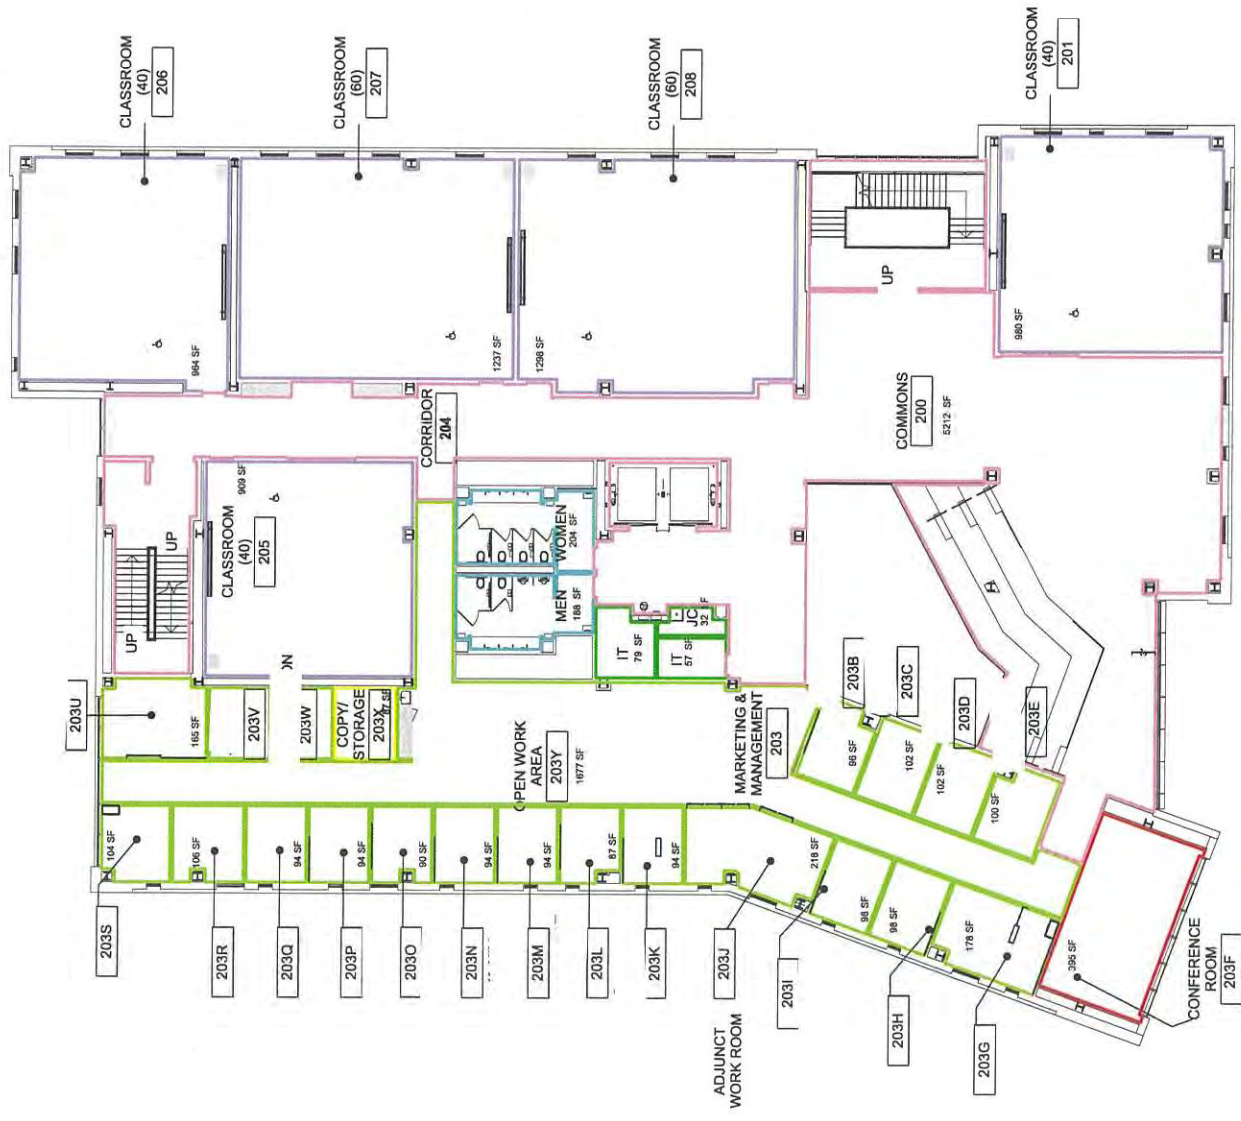 CLASSROOM
(40)
206
CLASSROOM
(60)
207
CLASSROOM
(60)
208
CLASSROOM
(40)
201
964 SF
1237 SF
1298 SF
980 SF
UP
CORRIDOR
204
COMMONS
200
5212 SF
909 SF
CLASSROOM
(40)
205
UP
UP
WOMEN
204 SF
MEN
188 SF
IT
79 SF
JC
32 SF
IT
57 SF
203U
165 SF
203V
203W
COPY/
STORAGE
203X
OPEN WORK
AREA
203Y
1677 SF
MARKETING &
MANAGEMENT
203
203B
203C
203D
203E
96 SF
102 SF
102 SF
100 SF
104 SF
106 SF
94 SF
94 SF
90 SF
94 SF
94 SF
87 SF
94 SF
218 SF
98 SF
98 SF
178 SF
395 SF
203S
203R
203Q
203P
203O
203N
203M
203L
203K
203J
203I
203H
203G
ADJUNCT
WORK ROOM
CONFERENCE
ROOM
203F